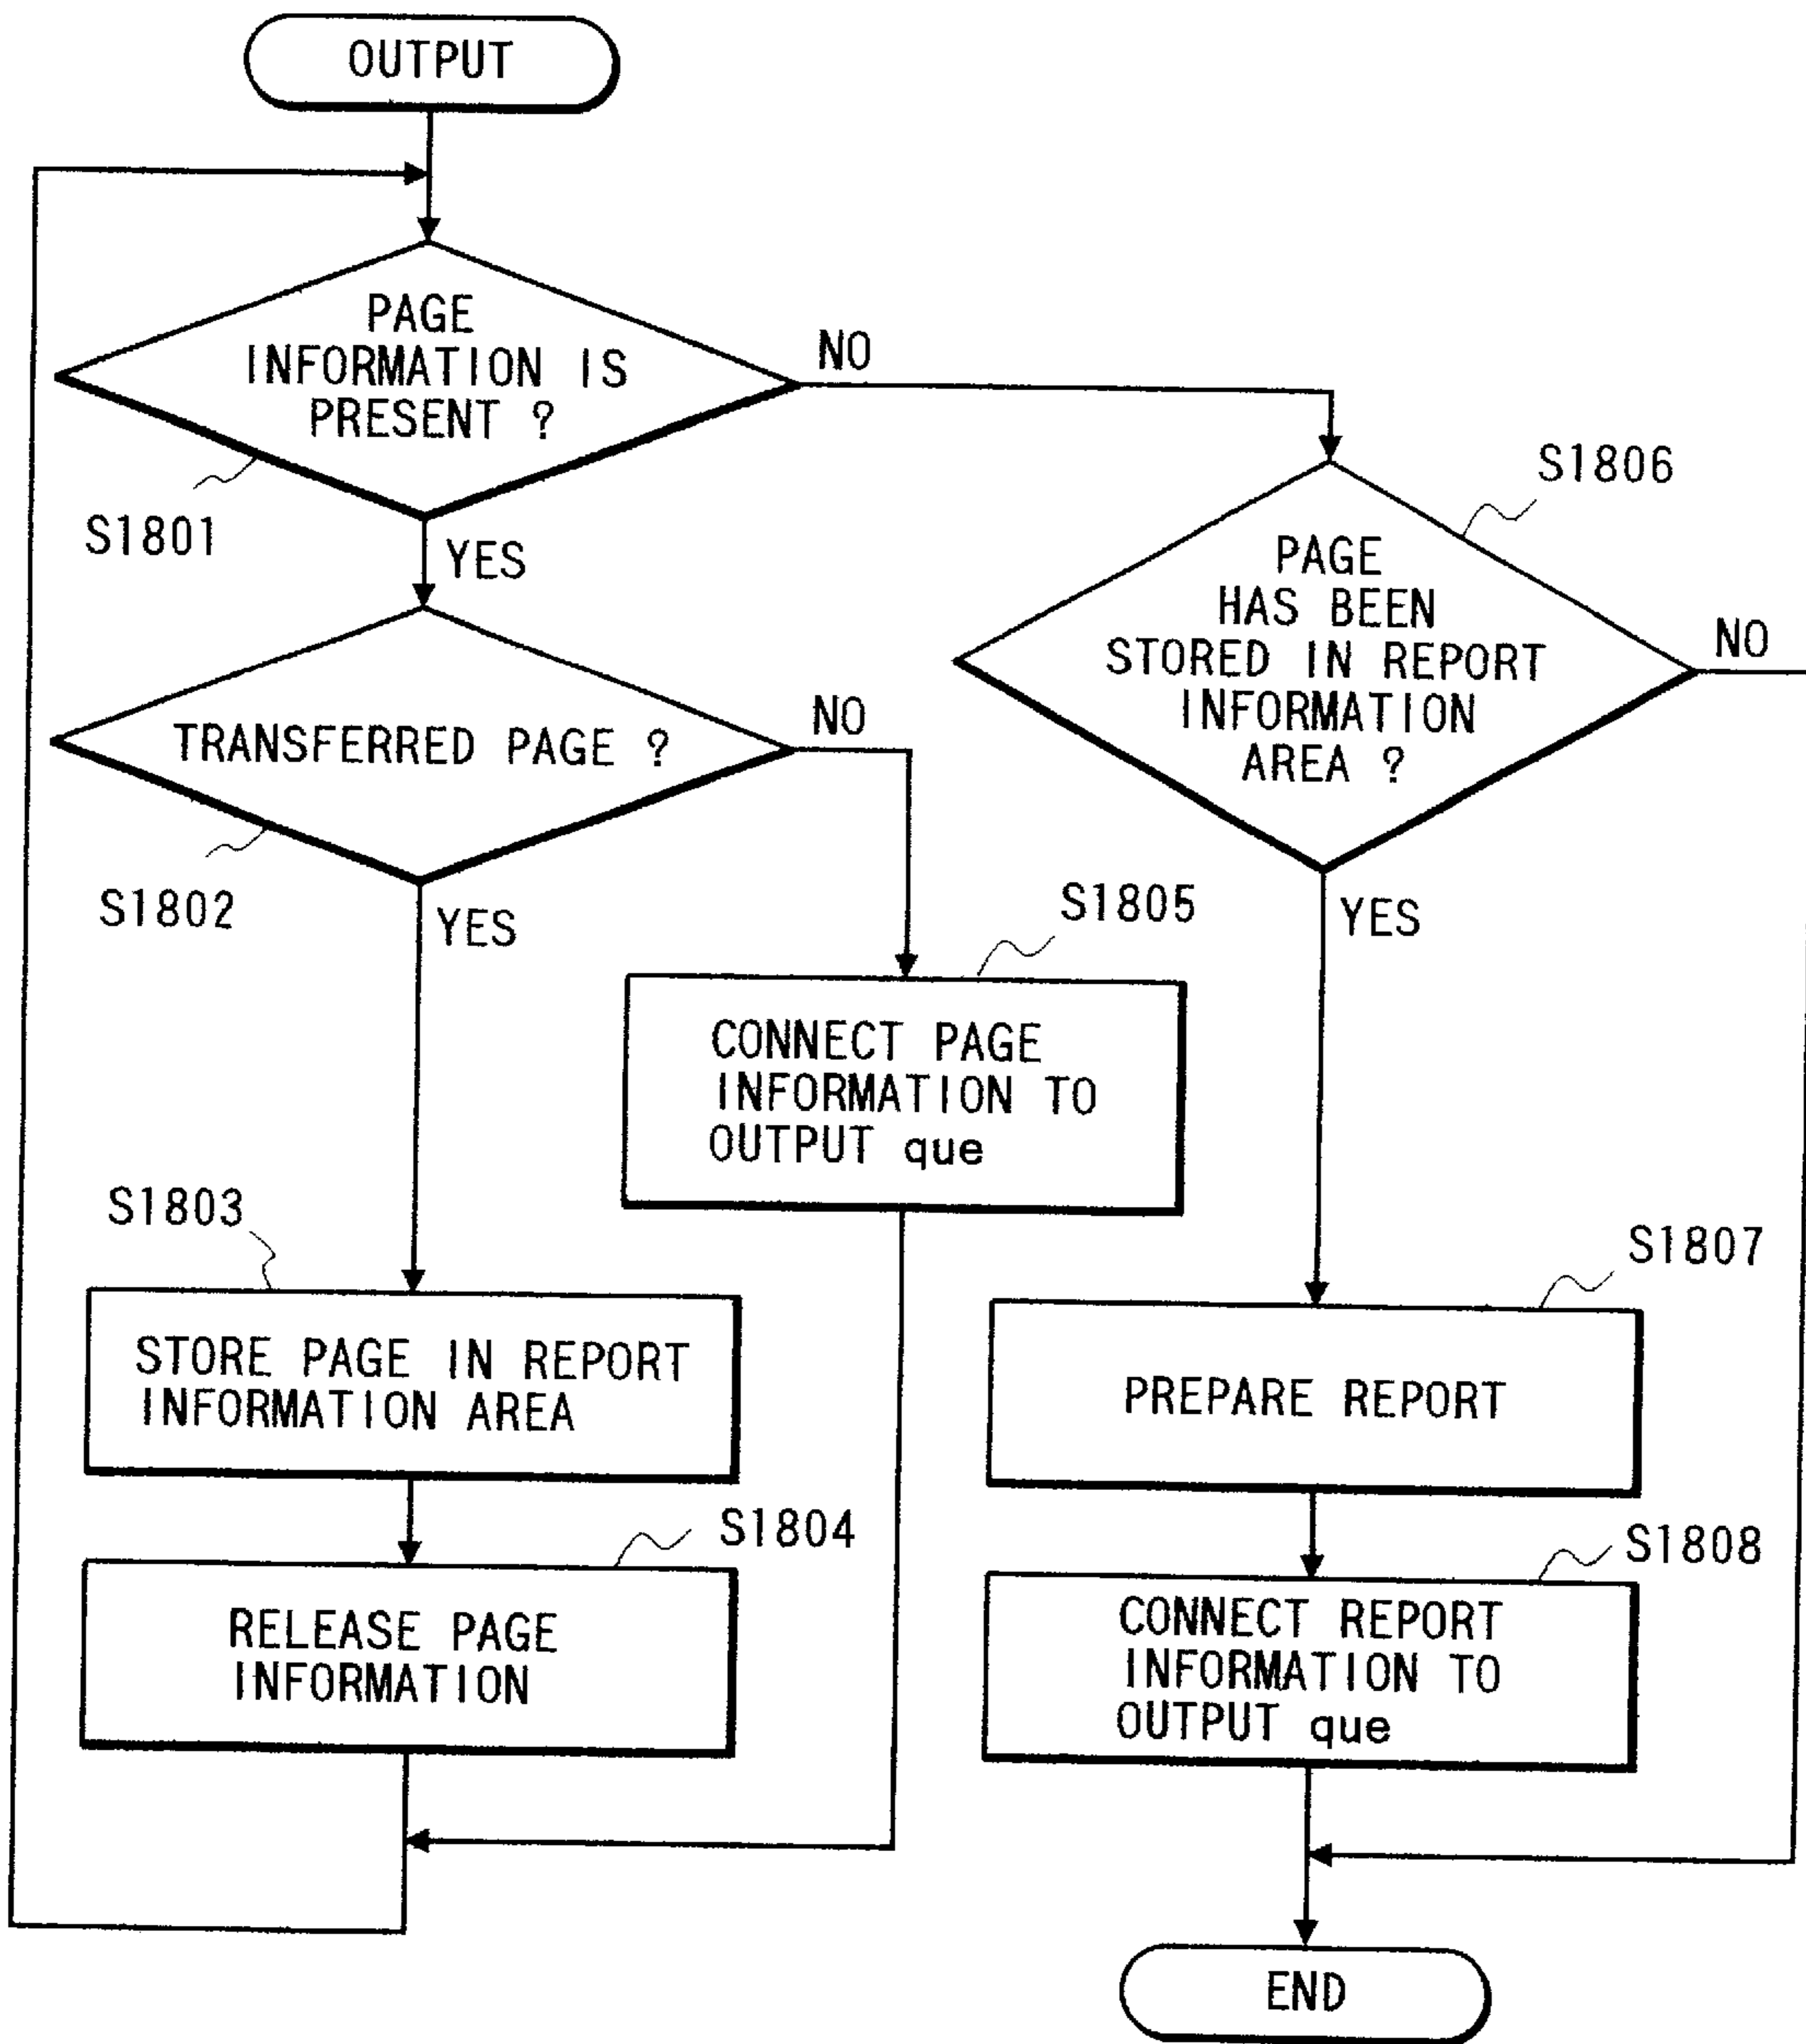 OUTPUT
PAGE
INFORMATION IS
PRESENT ?
NO
S1801
YES
S1806
PAGE
HAS BEEN
STORED IN REPORT
INFORMATION
AREA ?
NO
TRANSFERRED PAGE ?
NO
S1802
YES
S1805
YES
CONNECT PAGE
INFORMATION TO
OUTPUT que
S1803
STORE PAGE IN REPORT
INFORMATION AREA
S1807
PREPARE REPORT
S1804
RELEASE PAGE
INFORMATION
S1808
CONNECT REPORT
INFORMATION TO
OUTPUT que
END